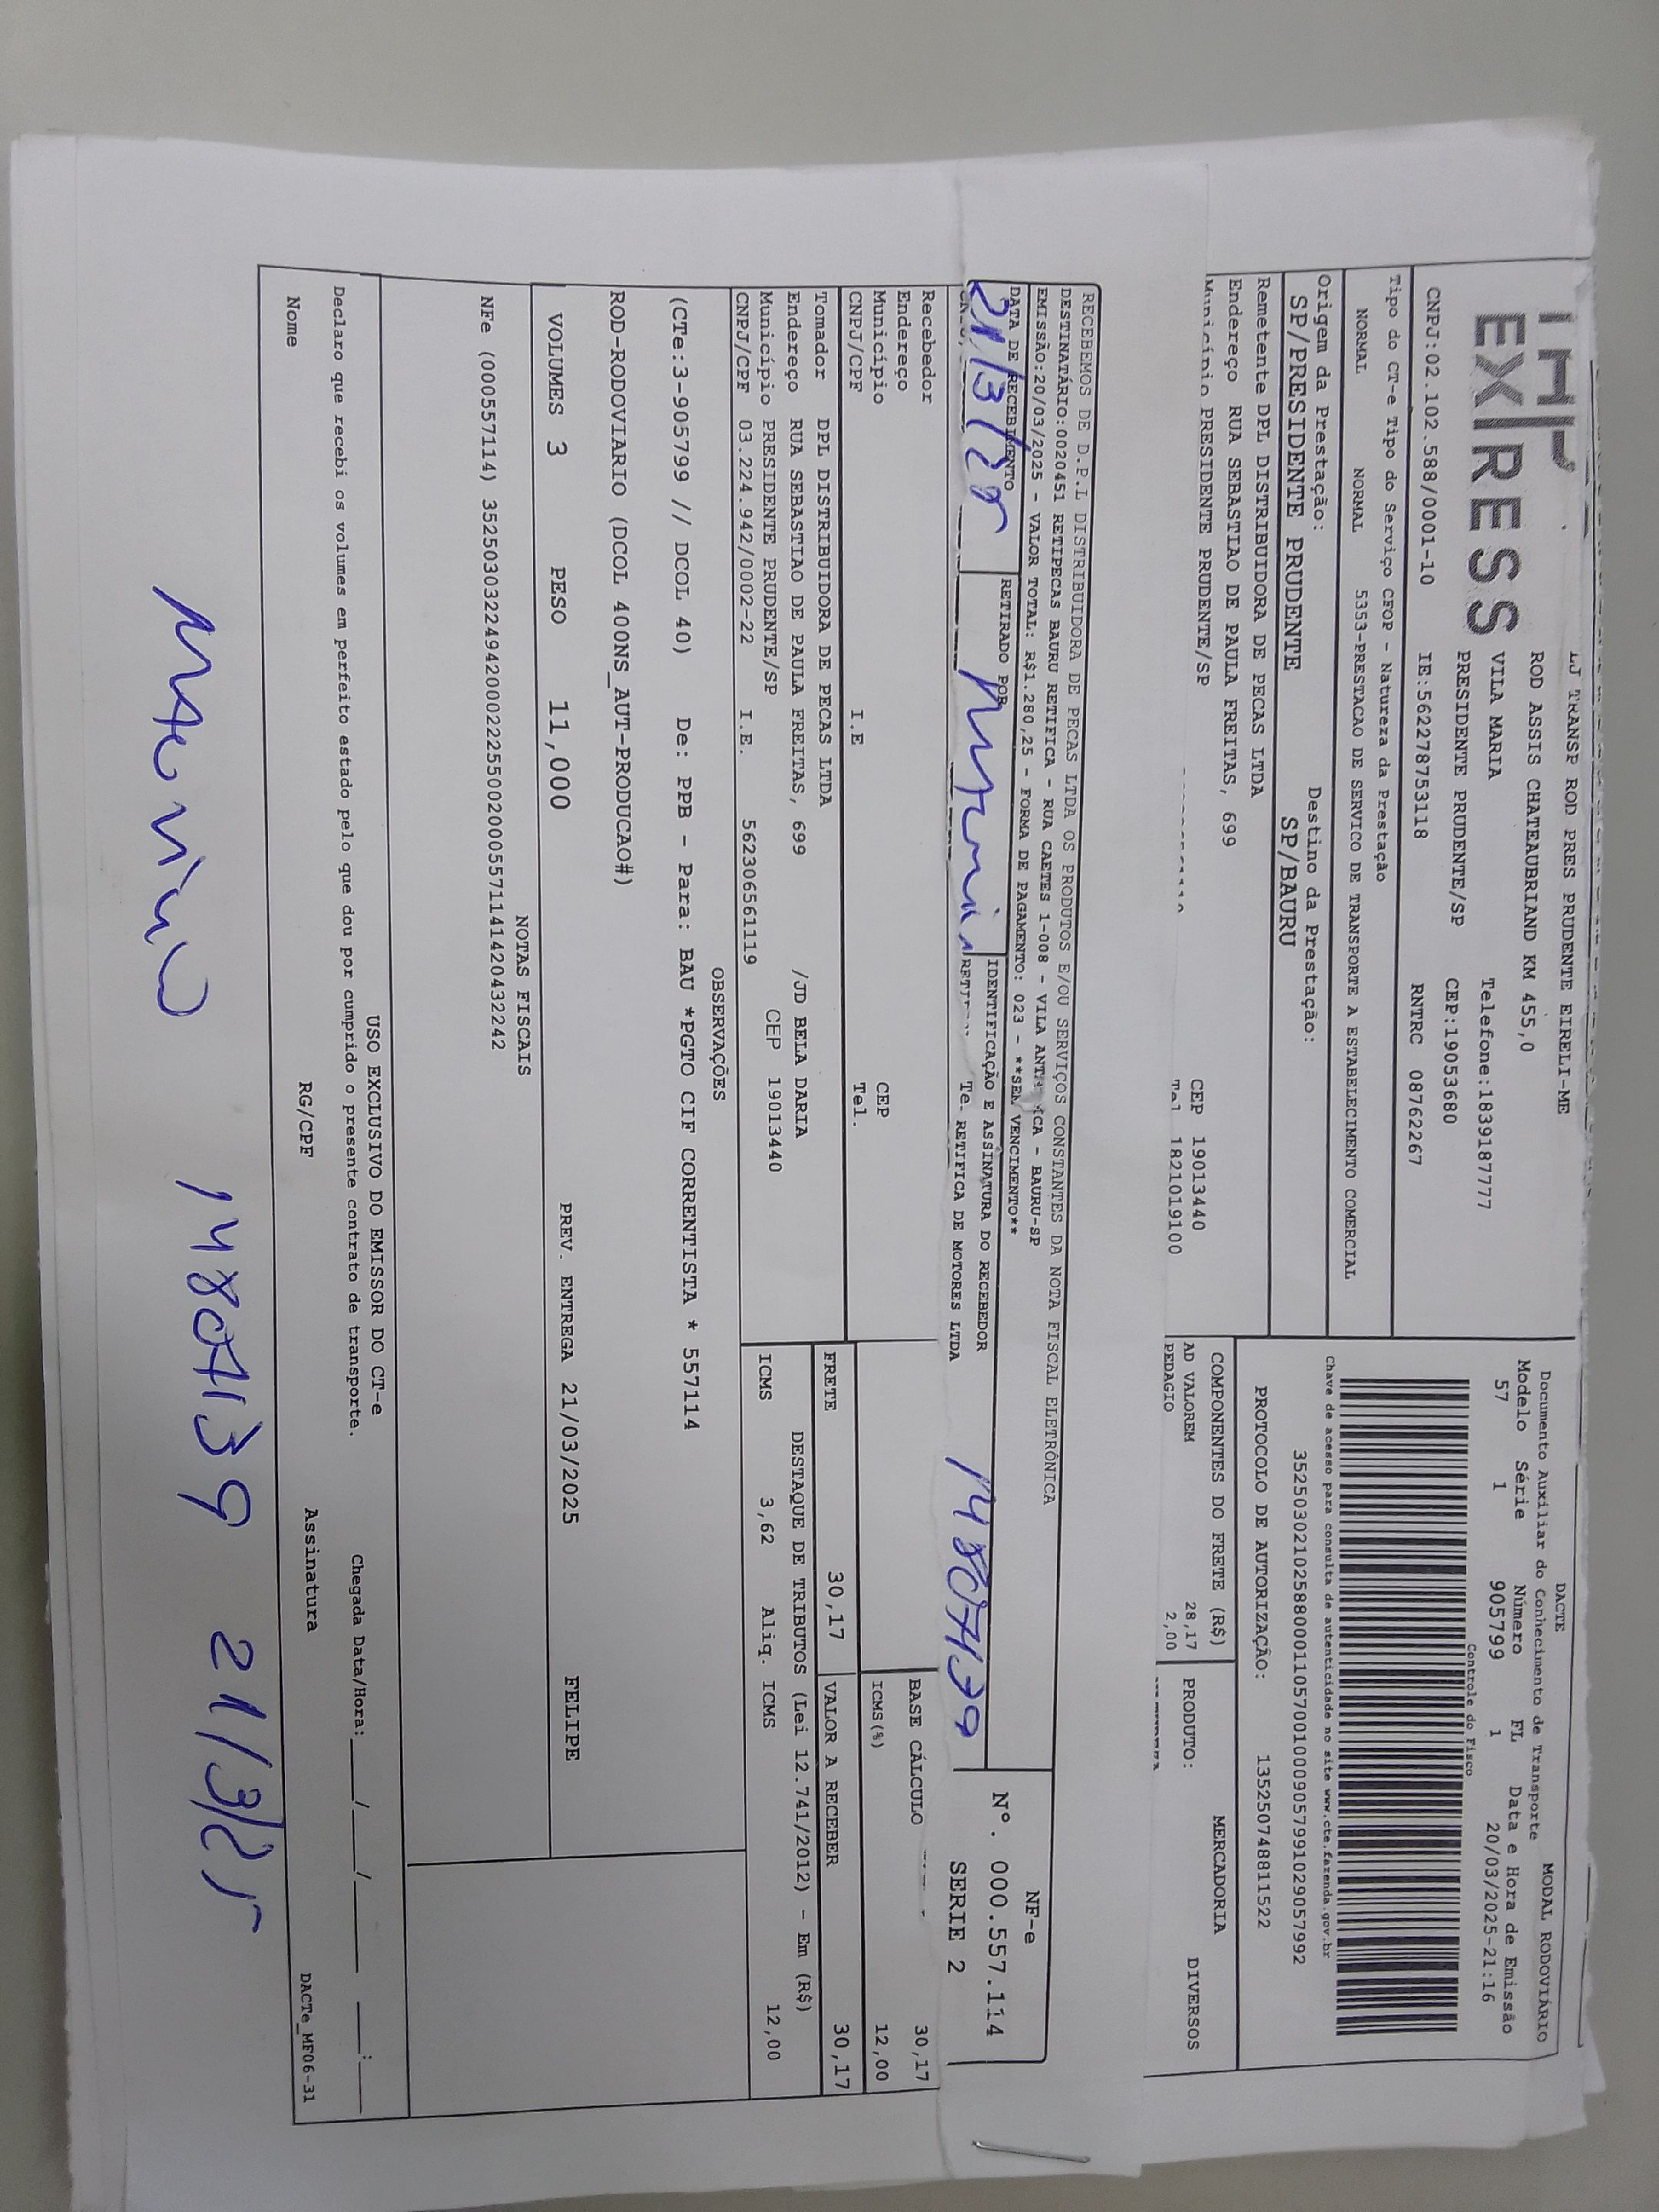 EXPRESS
LJ TRANSP ROD PRES PRUDENTE EIRELI-ME
ROD ASSIS CHATEAUBRIAND KM 455,0
VILA MARIA Telefone:1839187777
PRESIDENTE PRUDENTE/SP CEP:19053680
CNPJ:02.102.588/0001-10 IE:562278753118 RNTRC 08762267
DACTE MODAL RODOVIÁRIO
Documento Auxiliar do Conhecimento de Transporte
Modelo Série Número FL Data e Hora de Emissão
57 1 905799 1 20/03/2025-21:16
Controle do Fisco
Chave de acesso para consulta de autenticidade no site www.cte.fazenda.gov.br
35250302102588000110570010009057991029057992
PROTOCOLO DE AUTORIZAÇÃO: 135250748811522
Tipo do CT-e Tipo do Serviço CFOP - Natureza da Prestação
NORMAL NORMAL 5353-PRESTACAO DE SERVICO DE TRANSPORTE A ESTABELECIMENTO COMERCIAL
Origem da Prestação: Destino da Prestação:
SP/PRESIDENTE PRUDENTE SP/BAURU
Remetente DPL DISTRIBUIDORA DE PECAS LTDA
Endereço RUA SEBASTIAO DE PAULA FREITAS, 699
CEP 19013440
Município PRESIDENTE PRUDENTE/SP Tel 1821019100
COMPONENTES DO FRETE (R$) MERCADORIA
AD VALOREM 28,17 PRODUTO: DIVERSOS
PEDAGIO 2,00
RECEBEMOS DE D.P.L DISTRIBUIDORA DE PECAS LTDA OS PRODUTOS E/OU SERVIÇOS CONSTANTES DA NOTA FISCAL ELETRÔNICA
DESTINATÁRIO:0020451 RETIPECAS BAURU RETIFICA - RUA CAETES 1-008 - VILA - BAURU-SP
EMISSÃO:20/03/2025 - VALOR TOTAL: R$1.280,25 - FORMA DE PAGAMENTO: 023 - **SEM VENCIMENTO**
DATA DE RECEBIMENTO RETIRADO POR IDENTIFICAÇÃO E ASSINATURA DO RECEBEDOR
21/3/25 RETIFICA DE MOTORES LTDA
NF-e
Nº. 000.557.114
SERIE 2
Recebedor
Endereço CEP
Município Tel.
CNPJ/CPF I.E
BASE CÁLCULO 30,17
ICMS(%) 12,00
Tomador DPL DISTRIBUIDORA DE PECAS LTDA
Endereço RUA SEBASTIAO DE PAULA FREITAS, 699 /JD BELA DARIA
Município PRESIDENTE PRUDENTE/SP CEP 19013440
CNPJ/CPF 03.224.942/0002-22 I.E. 562306561119
FRETE 30,17 VALOR A RECEBER 30,17
DESTAQUE DE TRIBUTOS (Lei 12.741/2012) - Em (R$)
ICMS 3,62 Aliq. ICMS 12,00
OBSERVAÇÕES
(CTe:3-905799 // DCOL 40) De: PPB - Para: BAU *PGTO CIF CORRENTISTA * 557114
ROD-RODOVIARIO (DCOL 400NS_AUT-PRODUCAO#)
VOLUMES 3 PESO 11,000 PREV. ENTREGA 21/03/2025 FELIPE
NOTAS FISCAIS
NFe (000557114) 35250303224942000222550020005571141420432242
USO EXCLUSIVO DO EMISSOR DO CT-e
Declaro que recebi os volumes em perfeito estado pelo que dou por cumprido o presente contrato de transporte. Chegada Data/Hora:____/____/______ ___:___
Nome RG/CPF Assinatura DACTe_MF06-31
21/3/25